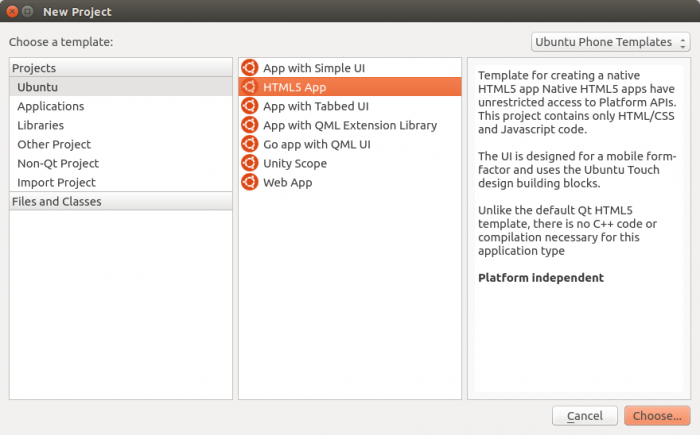 New Project
Choose a template:
Ubuntu Phone Templates
Projects
Ubuntu
Applications
Libraries
Other Project
Non-Qt Project
Import Project
Files and Classes
App with Simple UI
HTML5 App
App with Tabbed UI
App with QML Extension Library
Go app with QML UI
Unity Scope
Web App
Template for creating a native
HTML5 app Native HTML5 apps have
unrestricted access to Platform APIs.
This project contains only HTML/CSS
and Javascript code.
The UI is designed for a mobile form-
factor and uses the Ubuntu Touch
design building blocks.
Unlike the default Qt HTML5
template, there is no C++ code or
compilation necessary for this
application type
Platform independent
Cancel
Choose...